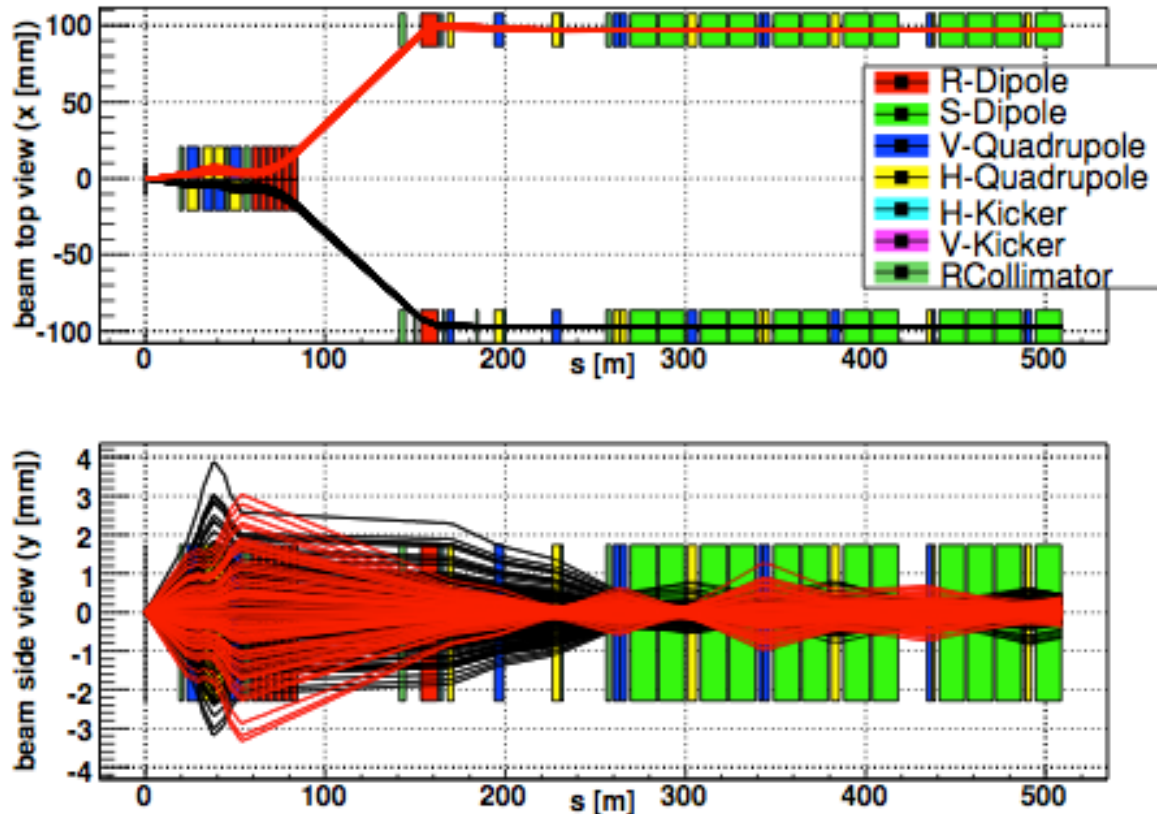 beam top view (x [mm])
100
50
0
-50
-100
R-Dipole
S-Dipole
V-Quadrupole
H-Quadrupole
H-Kicker
V-Kicker
RCollimator
0 100 200 300 400 500
s [m]
beam side view (y [mm])
4
3
2
1
0
-1
-2
-3
-4
0 100 200 300 400 500
s [m]